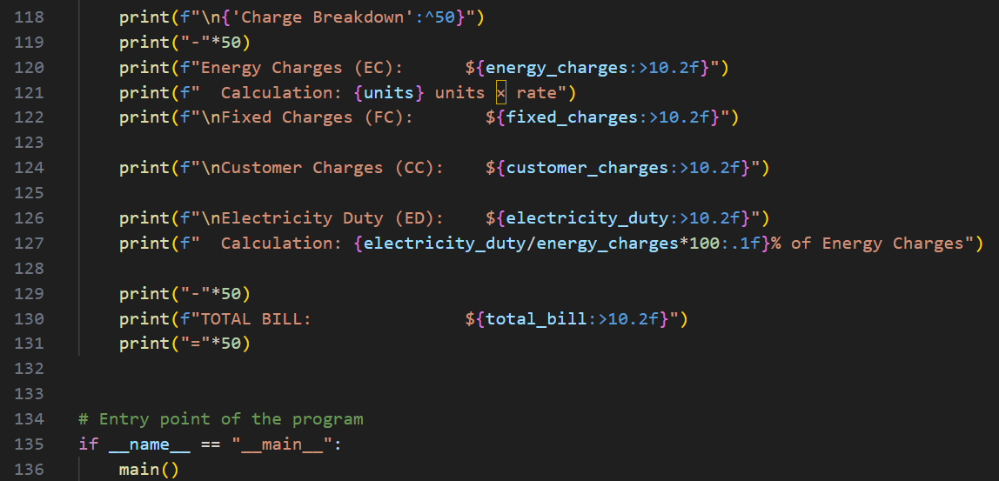 118 print(f"\n{'Charge Breakdown':^50}")
119 print("-"*50)
120 print(f"Energy Charges (EC):      ${energy_charges:>10.2f}")
121 print(f"  Calculation: {units} units × rate")
122 print(f"\nFixed Charges (FC):       ${fixed_charges:>10.2f}")
123
124 print(f"\nCustomer Charges (CC):    ${customer_charges:>10.2f}")
125
126 print(f"\nElectricity Duty (ED):    ${electricity_duty:>10.2f}")
127 print(f"  Calculation: {electricity_duty/energy_charges*100:.1f}% of Energy Charges")
128
129 print("-"*50)
130 print(f"TOTAL BILL:               ${total_bill:>10.2f}")
131 print("="*50)
132
133
134 # Entry point of the program
135 if __name__ == "__main__":
136 main()